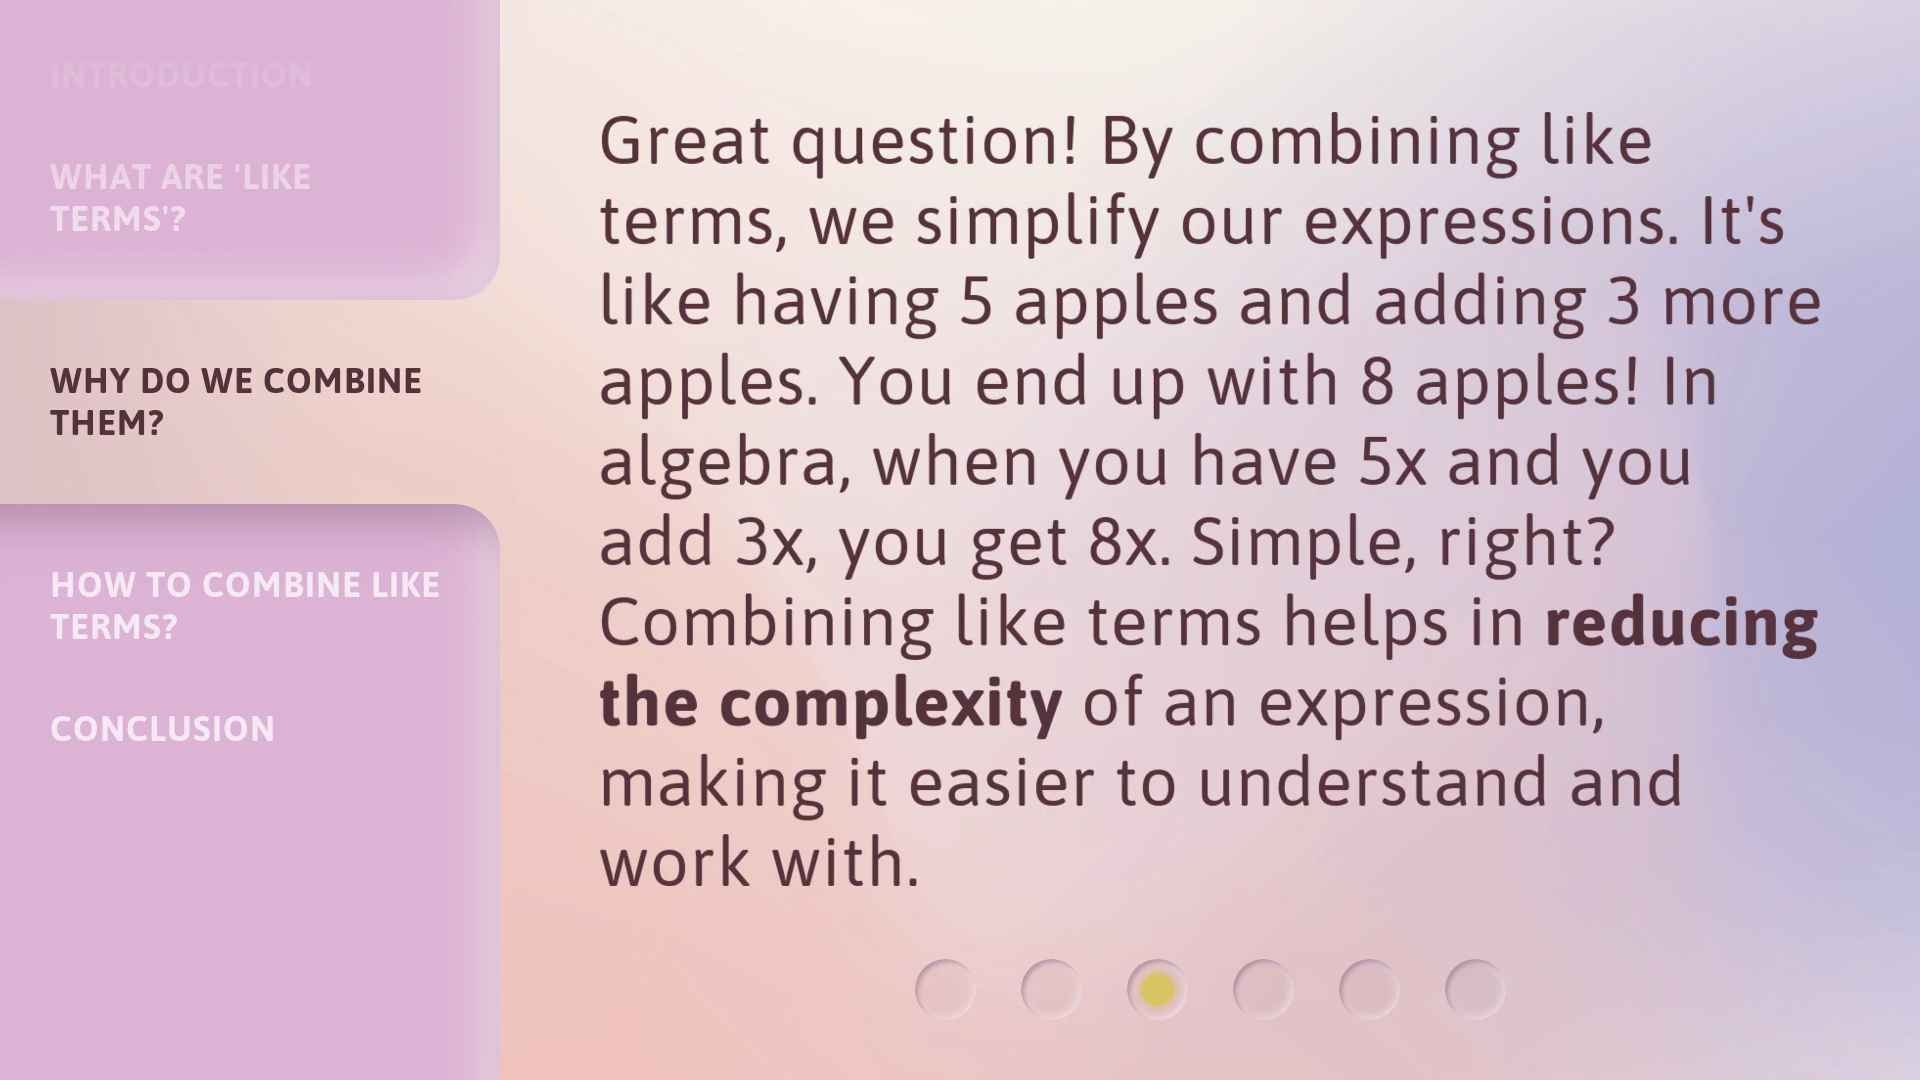 INTRODUCTION
WHAT ARE 'LIKE
TERMS'?
WHY DO WE COMBINE
THEM?
HOW TO COMBINE LIKE
TERMS?
CONCLUSION
Great question! By combining like
terms, we simplify our expressions. It's
like having 5 apples and adding 3 more
apples. You end up with 8 apples! In
algebra, when you have 5x and you
add 3x, you get 8x. Simple, right?
Combining like terms helps in reducing
the complexity of an expression,
making it easier to understand and
work with.